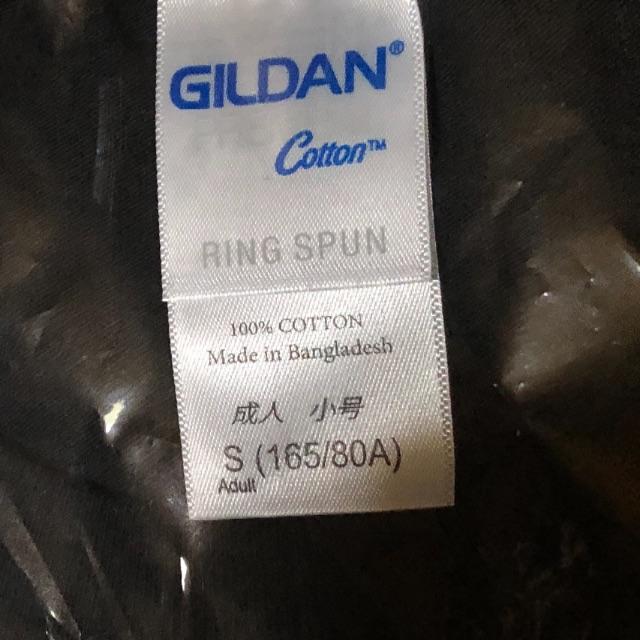 GILDAN®
Cotton™
RING SPUN
100% COTTON
Made in Bangladesh
成人 小号
S (165/80A)
Adult